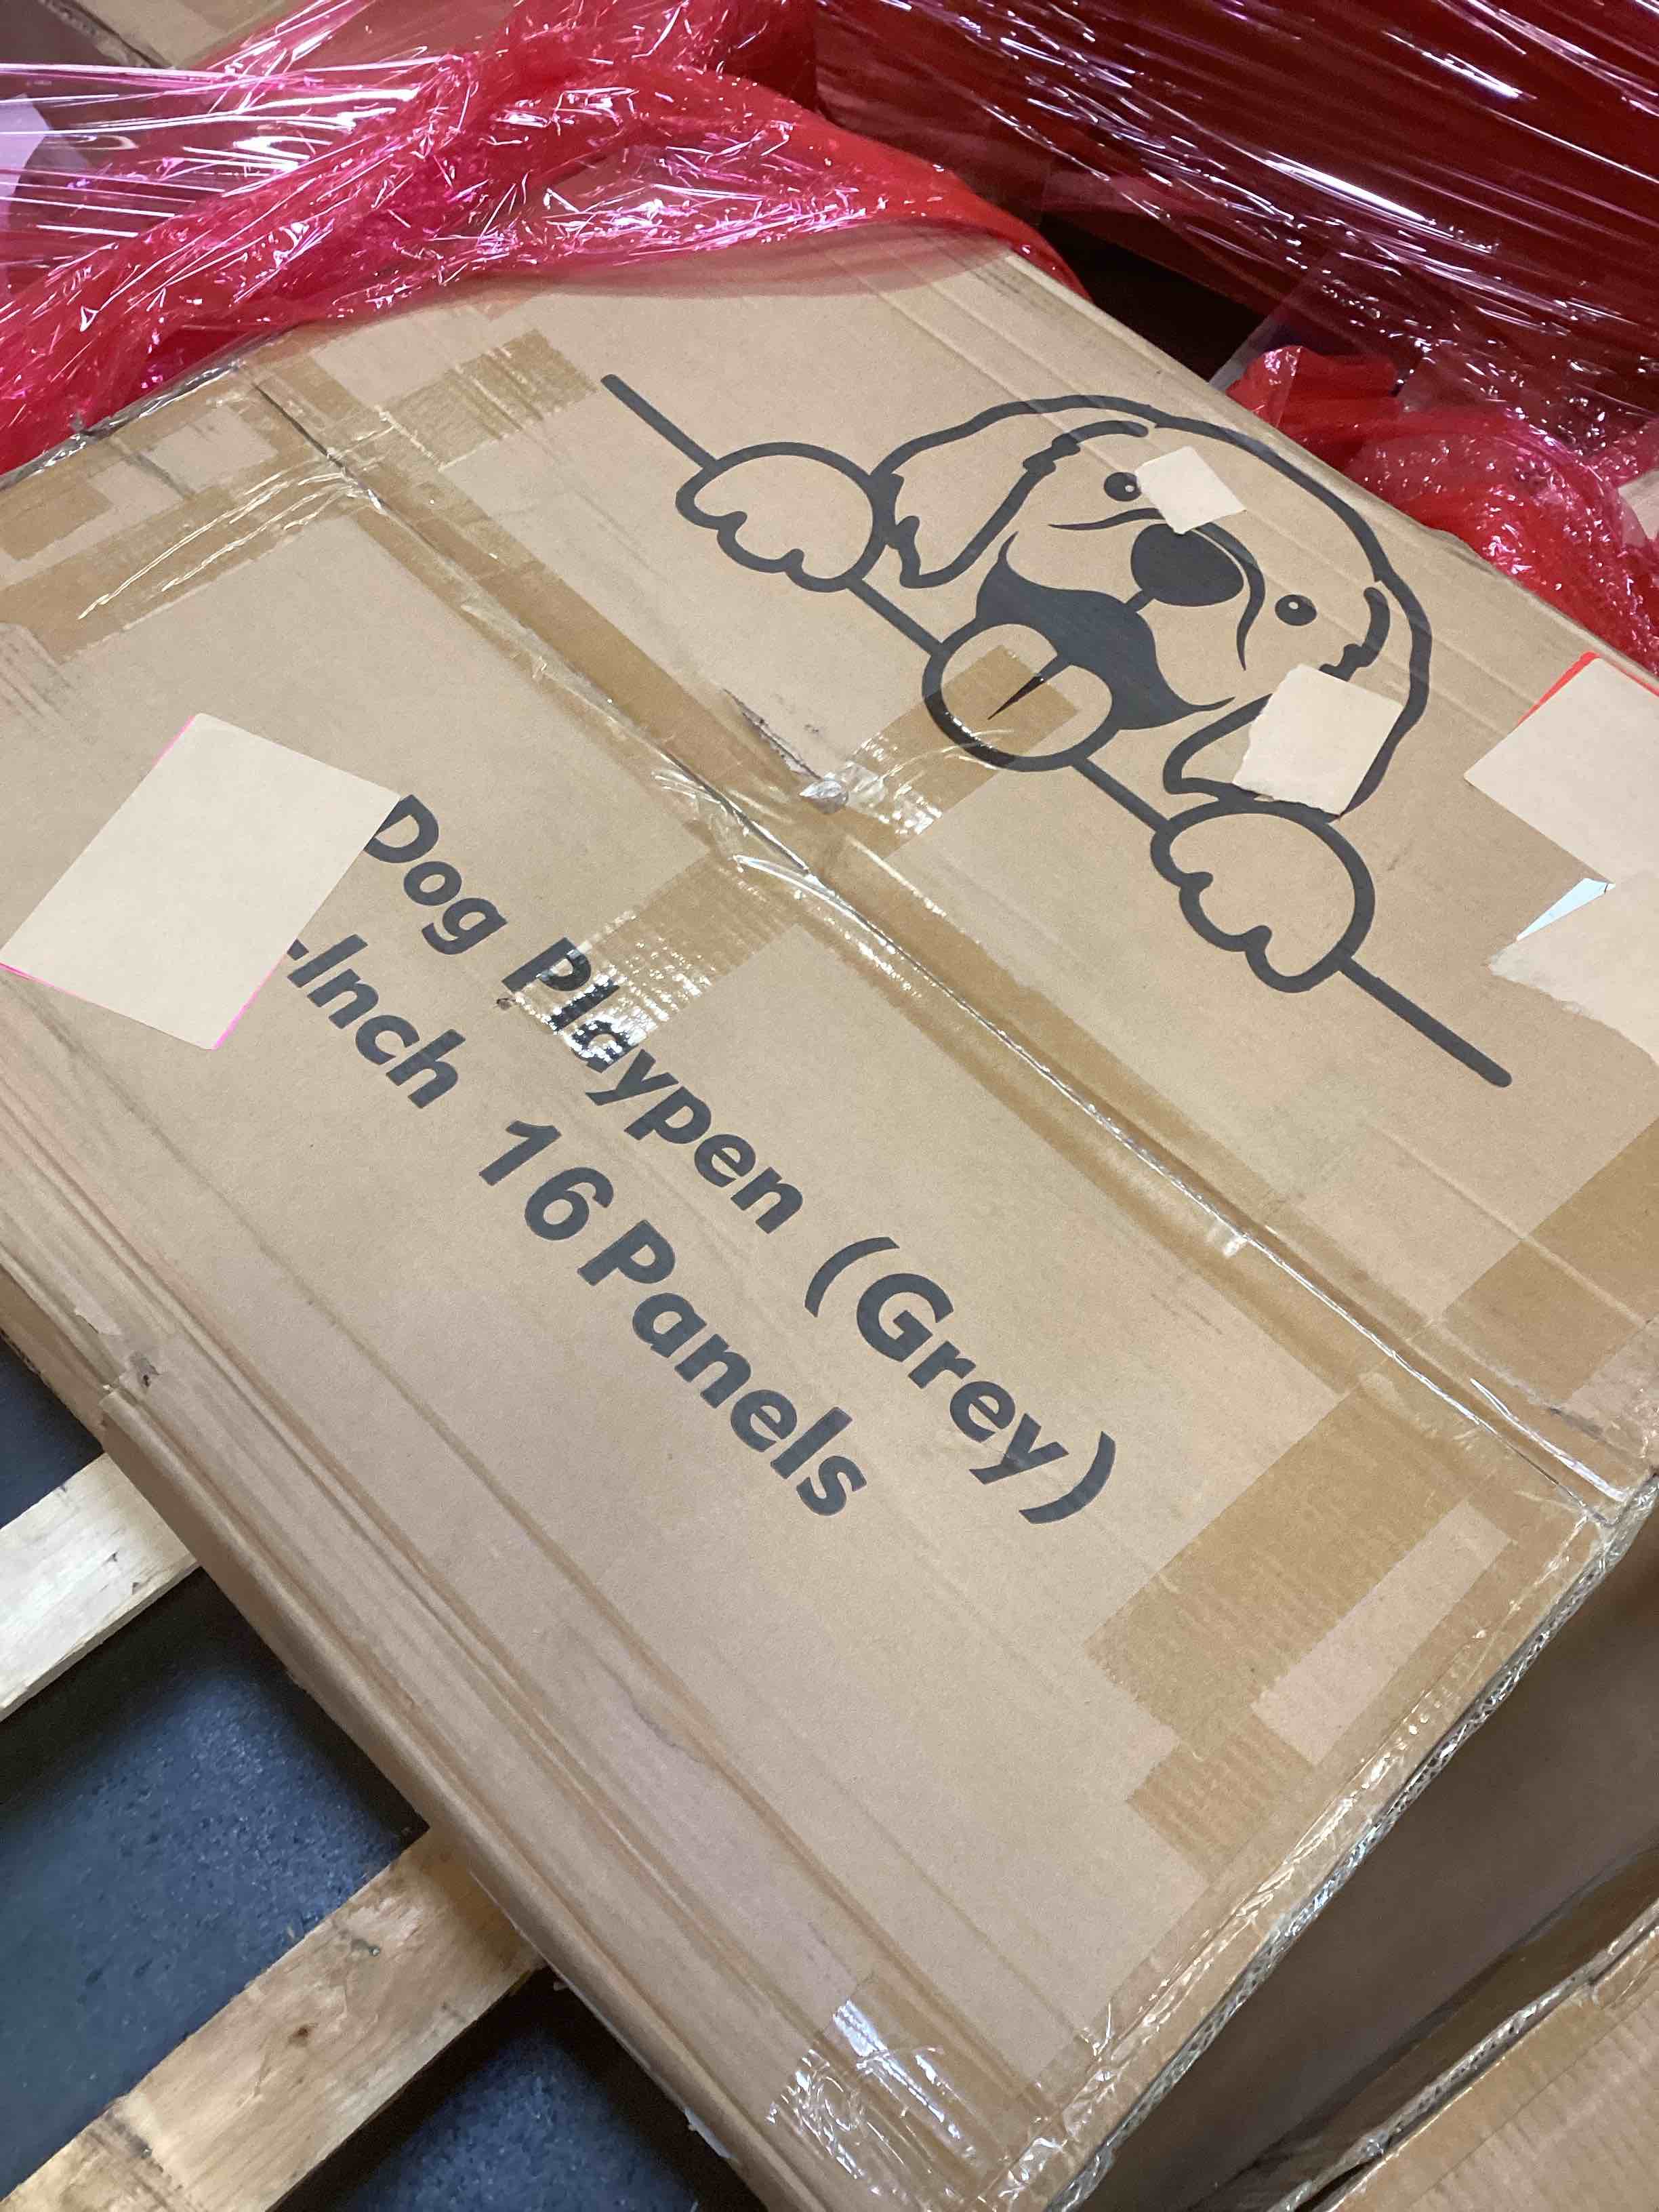 Dog Playpen (Grey)
-Inch 16 Panels